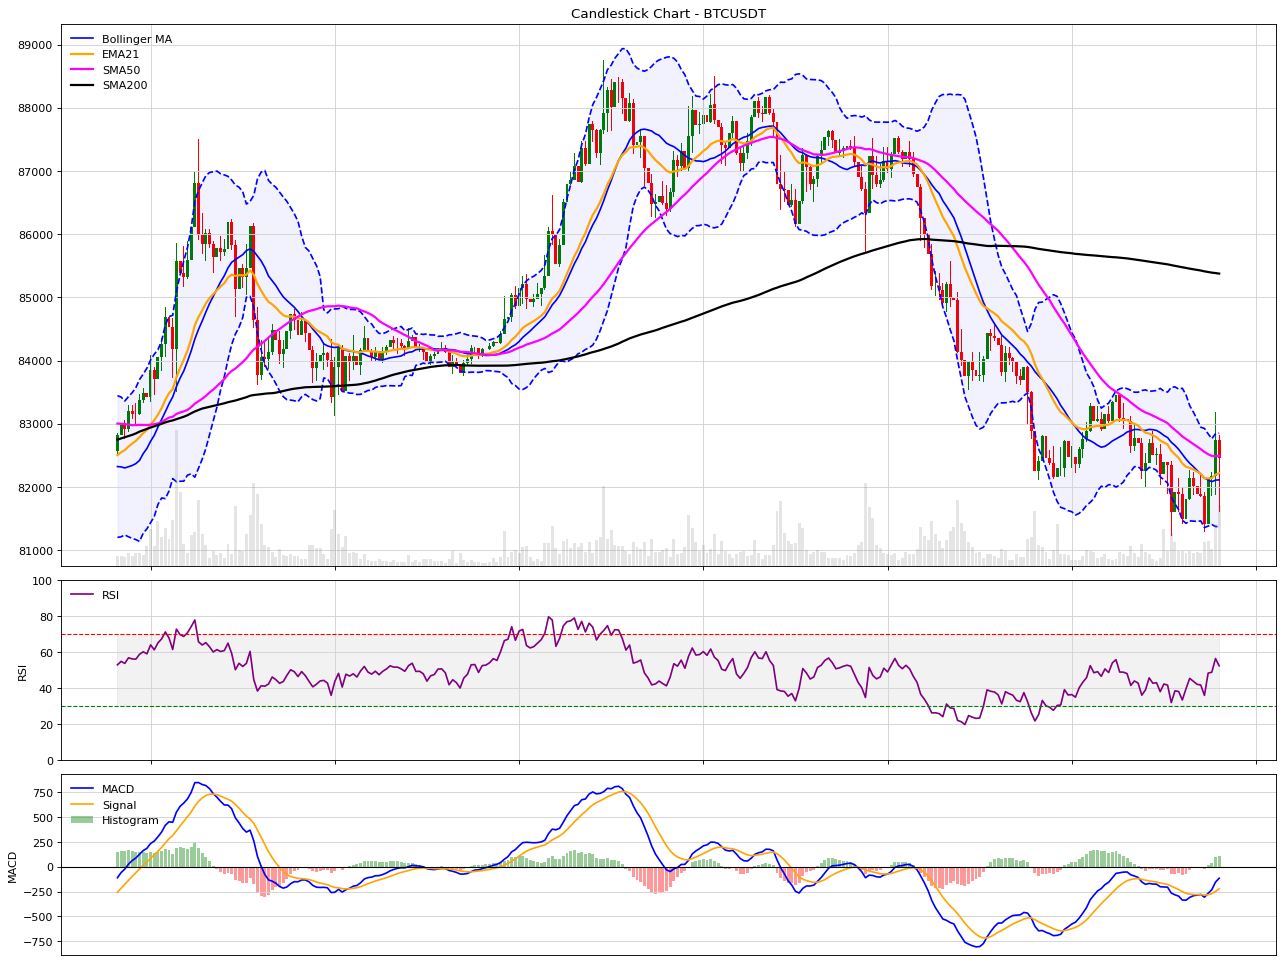 Candlestick Chart - BTCUSDT
Bollinger MA
EMA21
SMA50
SMA200
89000
88000
87000
86000
85000
84000
83000
82000
81000
RSI
100
80
60
40
20
0
RSI
MACD
Signal
Histogram
750
500
250
0
−250
−500
−750
MACD